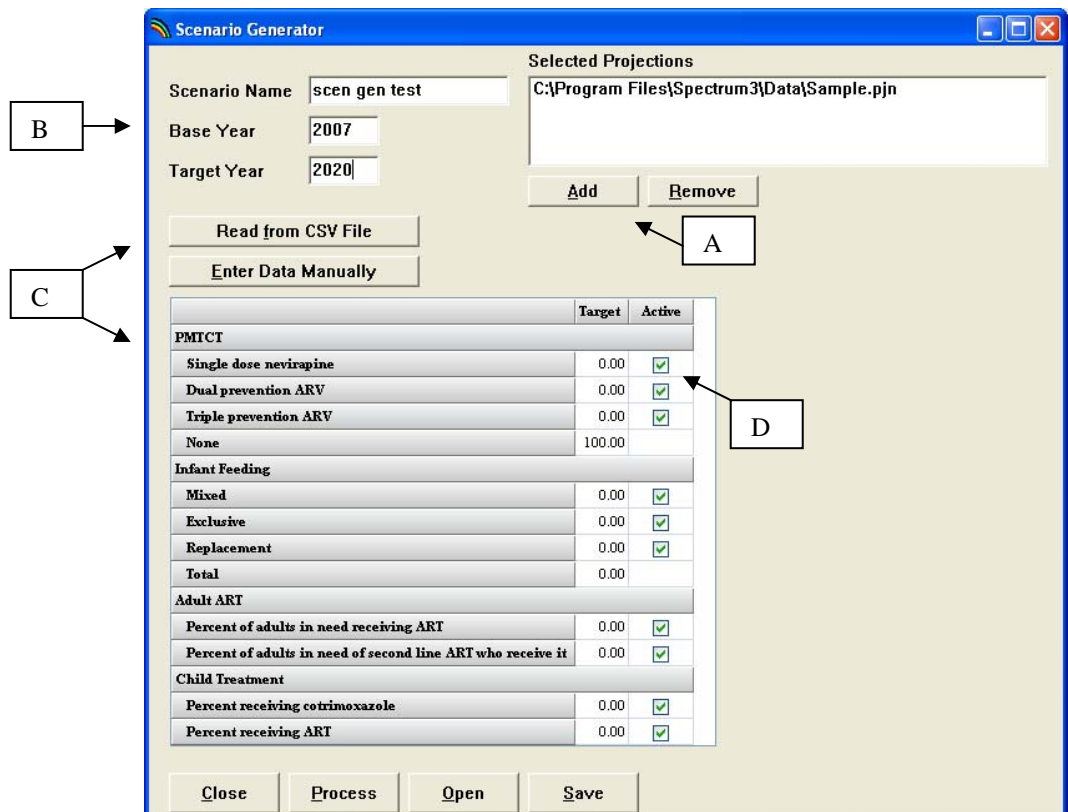 Scenario Generator
Selected Projections
Scenario Name scen gen test
C:\Program Files\Spectrum3\Data\Sample.pjn
B
Base Year 2007
Target Year 2020
Add Remove
A
Read from CSV File
Enter Data Manually
C
Target Active
PMTCT
Single dose nevirapine 0.00
Dual prevention ARV 0.00
Triple prevention ARV 0.00
D
None 100.00
Infant Feeding
Mixed 0.00
Exclusive 0.00
Replacement 0.00
Total 0.00
Adult ART
Percent of adults in need receiving ART 0.00
Percent of adults in need of second line ART who receive it 0.00
Child Treatment
Percent receiving cotrimoxazole 0.00
Percent receiving ART 0.00
Close Process Open Save